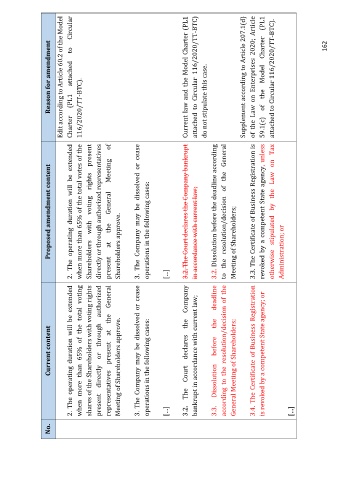 No.
Current content
Proposed amendment content
Reason for amendment
2. The operating duration will be extended
when more than 65% of the total voting
shares of the Shareholders with voting rights
present directly or through authorized
representatives present at the General
Meeting of Shareholders approve.
3. The Company may be dissolved or cease
operations in the following cases:
[...]
3.2. The Court declares the Company
bankrupt in accordance with current law;
3.3. Dissolution before the deadline
according to the resolution/decision of the
General Meeting of Shareholders;
3.4. The Certificate of Business Registration
is revoked by a competent State agency; or
[...]
2. The operating duration will be extended
when more than 65% of the total votes of the
Shareholders with voting rights present
directly or through authorized representatives
present at the General Meeting of
Shareholders approve.
3. The Company may be dissolved or cease
operations in the following cases:
[...]
3.2. The Court declares the Company bankrupt
in accordance with current law;
3.2. Dissolution before the deadline according
to the resolution/decision of the General
Meeting of Shareholders;
3.3. The Certificate of Business Registration is
revoked by a competent State agency unless
otherwise stipulated by the Law on Tax
Administration; or
Edit according to Article 60.2 of the Model
Charter (PL1 attached to Circular
116/2020/TT-BTC).
Current law and the Model Charter (PL1
attached to Circular 116/2020/TT-BTC)
do not stipulate this case.
Supplement according to Article 207.1(d)
of the Law on Enterprises 2020; Article
59.1(c) of the Model Charter (PL1
attached to Circular 116/2020/TT-BTC).
162